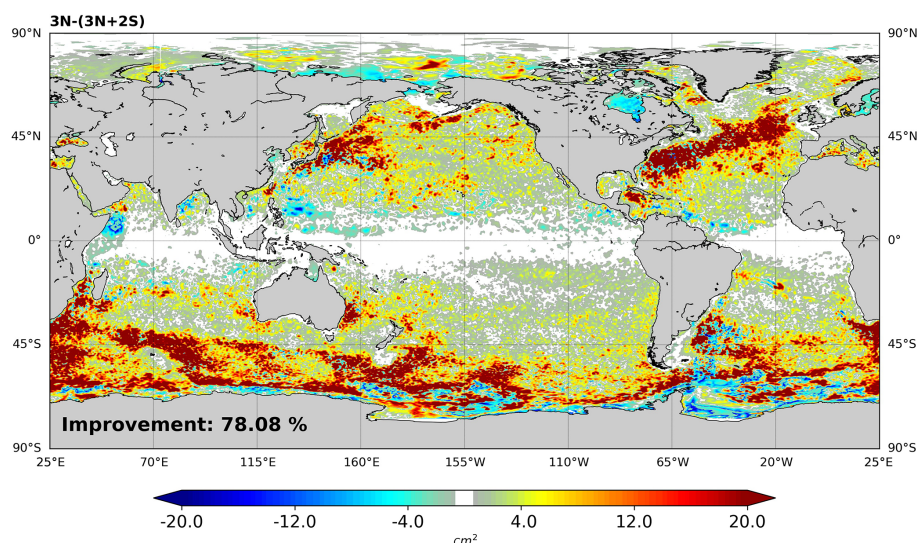 3N-(3N+2S)
90°N 90°N
45°N 45°N
0° 0°
45°S 45°S
Improvement: 78.08 %
90°S 90°S
25°E 70°E 115°E 160°E 155°W 110°W 65°W 20°W 25°E
-20.0 -12.0 -4.0 4.0 12.0 20.0
cm²